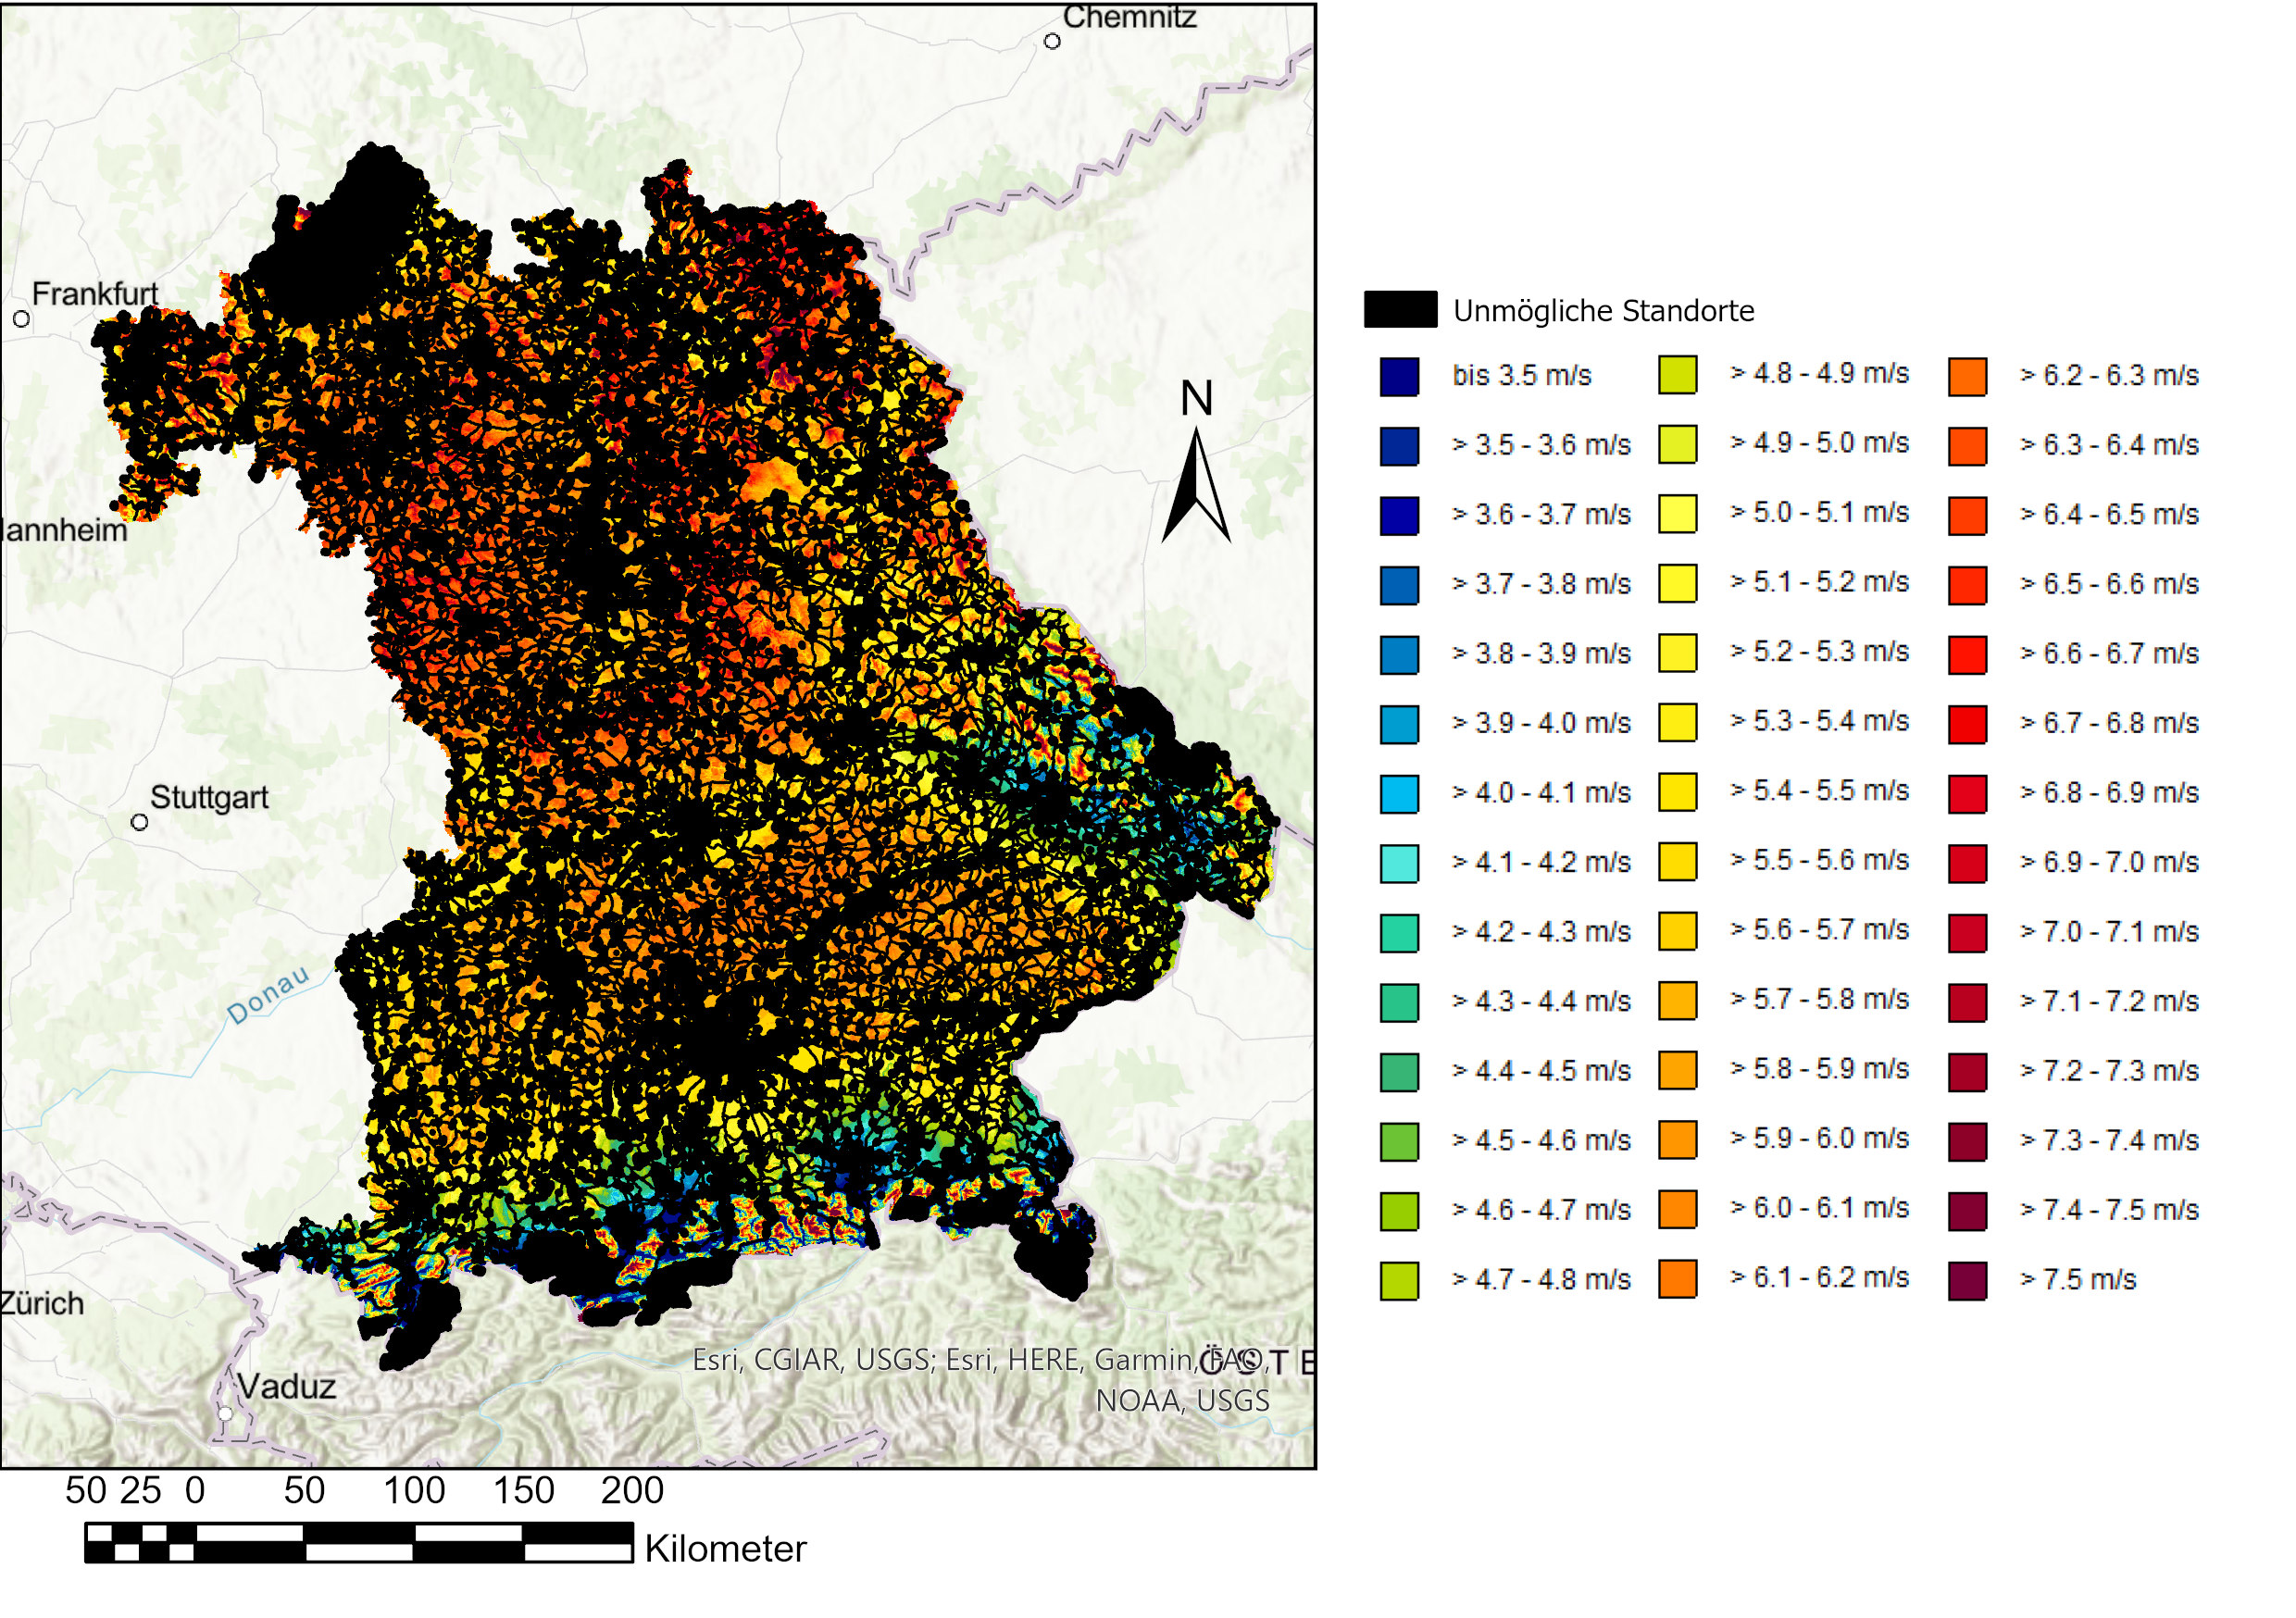 Chemnitz
Frankfurt
N
annheim
Stuttgart
Donau
Zürich
Vaduz
Esri, CGIAR, USGS; Esri, HERE, Garmin, FAO,
ÖSTE
NOAA, USGS
50 25 0 50 100 150 200
Kilometer
Unmögliche Standorte
bis 3.5 m/s
> 3.5 - 3.6 m/s
> 3.6 - 3.7 m/s
> 3.7 - 3.8 m/s
> 3.8 - 3.9 m/s
> 3.9 - 4.0 m/s
> 4.0 - 4.1 m/s
> 4.1 - 4.2 m/s
> 4.2 - 4.3 m/s
> 4.3 - 4.4 m/s
> 4.4 - 4.5 m/s
> 4.5 - 4.6 m/s
> 4.6 - 4.7 m/s
> 4.7 - 4.8 m/s
> 4.8 - 4.9 m/s
> 4.9 - 5.0 m/s
> 5.0 - 5.1 m/s
> 5.1 - 5.2 m/s
> 5.2 - 5.3 m/s
> 5.3 - 5.4 m/s
> 5.4 - 5.5 m/s
> 5.5 - 5.6 m/s
> 5.6 - 5.7 m/s
> 5.7 - 5.8 m/s
> 5.8 - 5.9 m/s
> 5.9 - 6.0 m/s
> 6.0 - 6.1 m/s
> 6.1 - 6.2 m/s
> 6.2 - 6.3 m/s
> 6.3 - 6.4 m/s
> 6.4 - 6.5 m/s
> 6.5 - 6.6 m/s
> 6.6 - 6.7 m/s
> 6.7 - 6.8 m/s
> 6.8 - 6.9 m/s
> 6.9 - 7.0 m/s
> 7.0 - 7.1 m/s
> 7.1 - 7.2 m/s
> 7.2 - 7.3 m/s
> 7.3 - 7.4 m/s
> 7.4 - 7.5 m/s
> 7.5 m/s